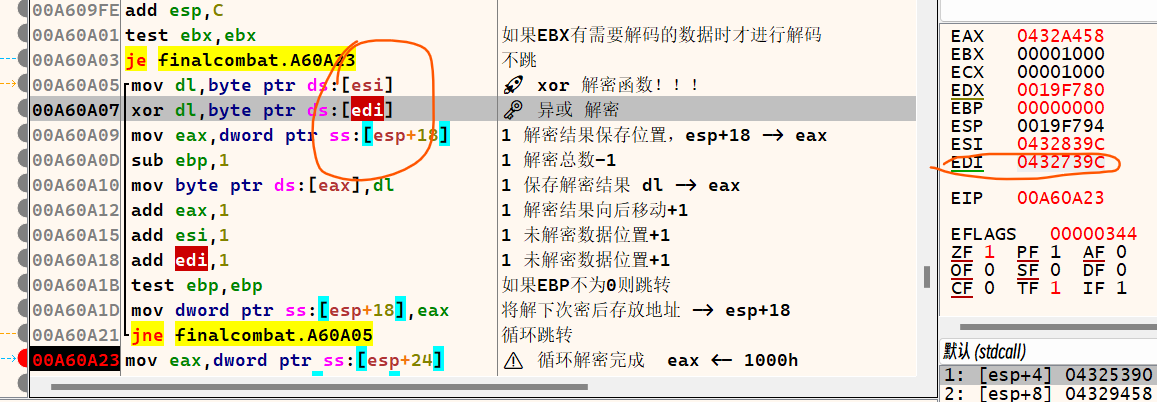 00A609FE add esp,C
00A60A01 test ebx,ebx 如果EBX有需要解码的数据时才进行解码
00A60A03 je finalcombat.A60A23 不跳
00A60A05 mov dl,byte ptr ds:[esi] 🚀 xor 解密函数!!!
00A60A07 xor dl,byte ptr ds:[edi] 🔑 异或 解密
00A60A09 mov eax,dword ptr ss:[esp+18] 1 解密结果保存位置，esp+18 —> eax
00A60A0D sub ebp,1 1 解密总数-1
00A60A10 mov byte ptr ds:[eax],dl 1 保存解密结果 dl —> eax
00A60A12 add eax,1 1 解密结果向后移动+1
00A60A15 add esi,1 1 未解密数据位置+1
00A60A18 add edi,1 1 未解密数据位置+1
00A60A1B test ebp,ebp 如果EBP不为0则跳转
00A60A1D mov dword ptr ss:[esp+18],eax 将解下次密后存放地址 —> esp+18
00A60A21 jne finalcombat.A60A05 循环跳转
00A60A23 mov eax,dword ptr ss:[esp+24] ⚠ 循环解密完成 eax <— 1000h
EAX 0432A458
EBX 00001000
ECX 00001000
EDX 0019F780
EBP 00000000
ESP 0019F794
ESI 0432839C
EDI 0432739C
EIP 00A60A23
EFLAGS 00000344
ZF 1 PF 1 AF 0
OF 0 SF 0 DF 0
CF 0 TF 1 IF 1
默认 (stdcall)
1: [esp+4] 04325390
2: [esp+8] 04329458